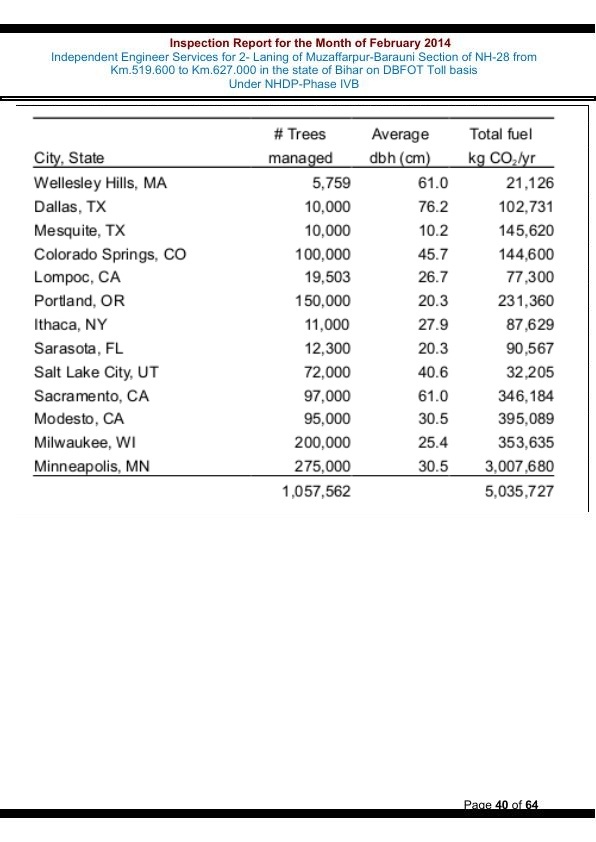 Inspection Report for the Month of February 2014
Independent Engineer Services for 2- Laning of Muzaffarpur-Barauni Section of NH-28 from
Km.519.600 to Km.627.000 in the state of Bihar on DBFOT Toll basis
Under NHDP-Phase IVB
# Trees Average Total fuel
City, State managed dbh (cm) kg CO₂/yr
Wellesley Hills, MA 5,759 61.0 21,126
Dallas, TX 10,000 76.2 102,731
Mesquite, TX 10,000 10.2 145,620
Colorado Springs, CO 100,000 45.7 144,600
Lompoc, CA 19,503 26.7 77,300
Portland, OR 150,000 20.3 231,360
Ithaca, NY 11,000 27.9 87,629
Sarasota, FL 12,300 20.3 90,567
Salt Lake City, UT 72,000 40.6 32,205
Sacramento, CA 97,000 61.0 346,184
Modesto, CA 95,000 30.5 395,089
Milwaukee, WI 200,000 25.4 353,635
Minneapolis, MN 275,000 30.5 3,007,680
1,057,562 5,035,727
Page 40 of 64